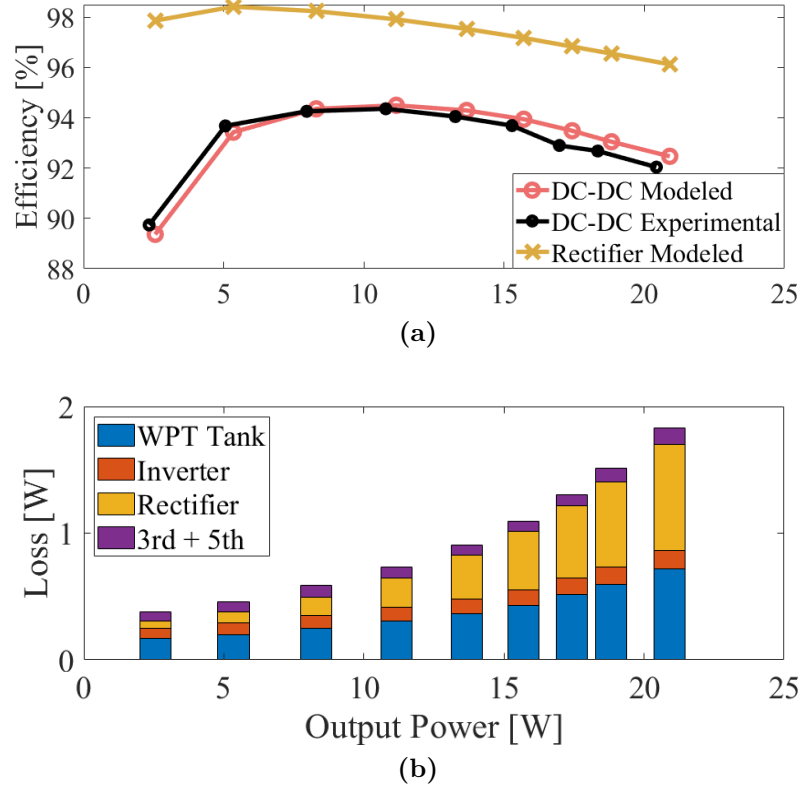 98
96
94
92
90
88
Efficiency [%]
DC-DC Modeled
DC-DC Experimental
Rectifier Modeled
0 5 10 15 20 25
(a)
2
1
0
Loss [W]
WPT Tank
Inverter
Rectifier
3rd + 5th
0 5 10 15 20 25
Output Power [W]
(b)